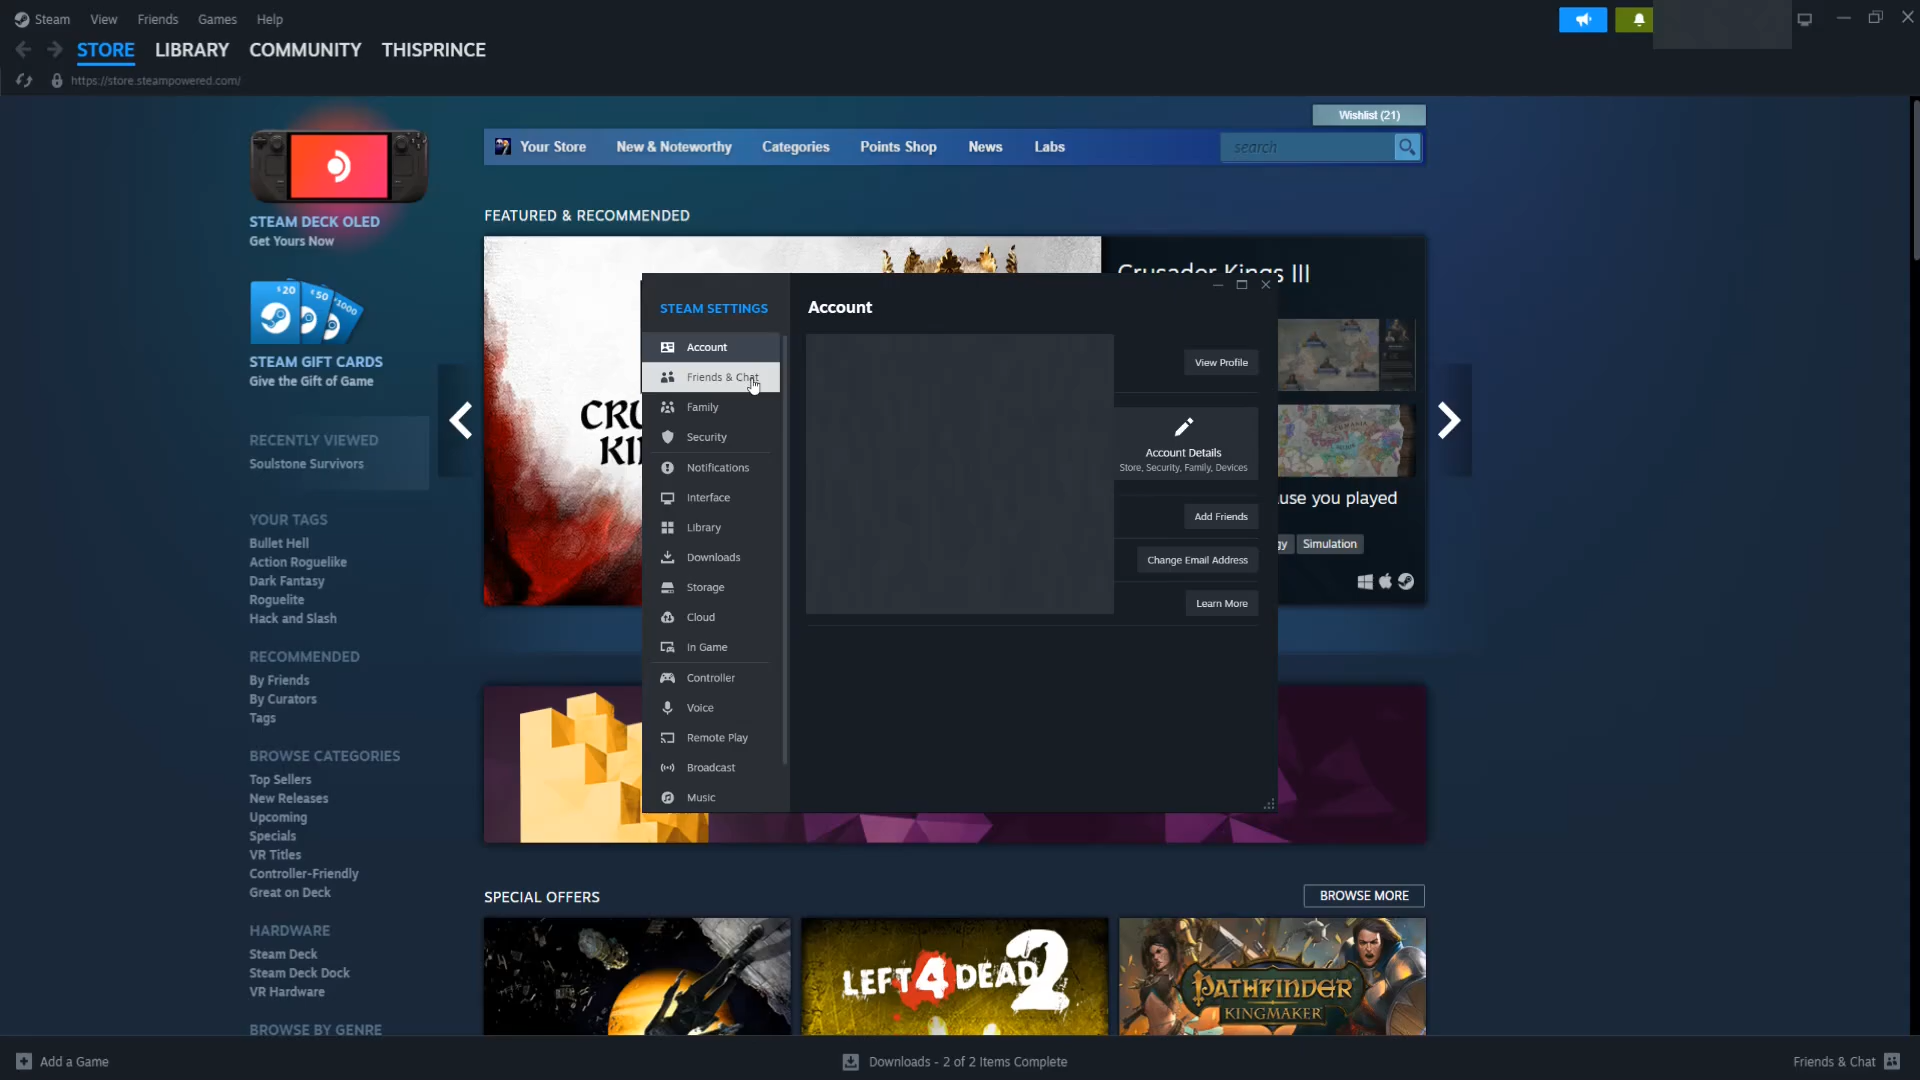 Steam View Friends Games Help
STORE LIBRARY COMMUNITY THISPRINCE
https://store.steampowered.com/
Wishlist (21)
Your Store New & Noteworthy Categories Points Shop News Labs search
STEAM DECK OLED
Get Yours Now
$20 €50 ¥1000
STEAM GIFT CARDS
Give the Gift of Game
RECENTLY VIEWED
Soulstone Survivors
YOUR TAGS
Bullet Hell
Action Roguelike
Dark Fantasy
Roguelite
Hack and Slash
RECOMMENDED
By Friends
By Curators
Tags
BROWSE CATEGORIES
Top Sellers
New Releases
Upcoming
Specials
VR Titles
Controller-Friendly
Great on Deck
HARDWARE
Steam Deck
Steam Deck Dock
VR Hardware
BROWSE BY GENRE
FEATURED & RECOMMENDED
CRU
KI
Crusader Kings III
use you played
gy Simulation
STEAM SETTINGS
Account
Friends & Chat
Family
Security
Notifications
Interface
Library
Downloads
Storage
Cloud
In Game
Controller
Voice
Remote Play
Broadcast
Music
Account
View Profile
Account Details
Store, Security, Family, Devices
Add Friends
Change Email Address
Learn More
SPECIAL OFFERS
BROWSE MORE
LEFT 4 DEAD 2
PATHFINDER
KINGMAKER
Add a Game
Downloads - 2 of 2 Items Complete
Friends & Chat